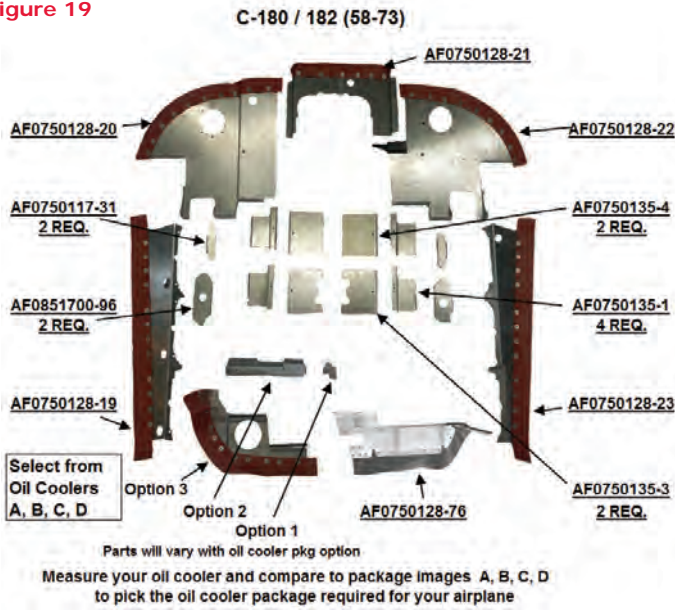 igure 19
C-180 / 182 (58-73)
AF0750128-21
AF0750128-20
AF0750128-22
AF0750117-31
2 REQ.
AF0750135-4
2 REQ.
AF0851700-96
2 REQ.
AF0750135-1
4 REQ.
AF0750128-19
AF0750128-23
Select from
Oil Coolers
A, B, C, D
Option 3
Option 2
Option 1
AF0750128-76
AF0750135-3
2 REQ.
Parts will vary with oil cooler pkg option
Measure your oil cooler and compare to package images A, B, C, D
to pick the oil cooler package required for your airplane